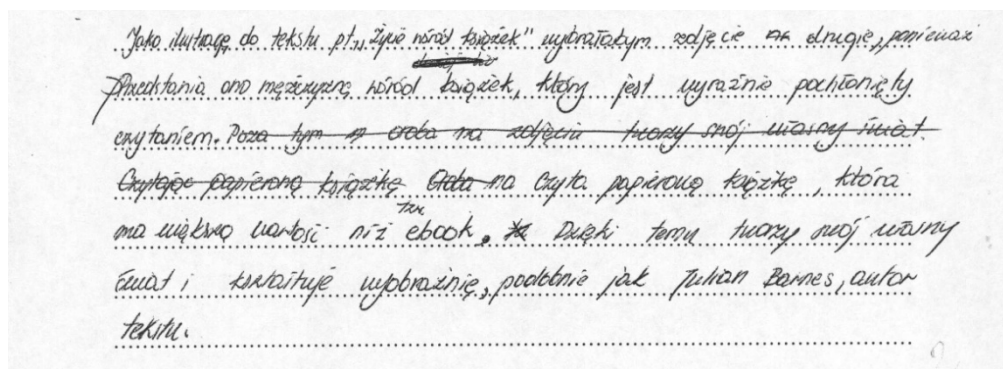 Jako ilustrację do tekstu pt. „Życie wśród książek" wybrałabym zdjęcie drugie, ponieważ
Przedstawia ono mężczyznę wśród książek, który jest wyraźnie pochłonięty
czytaniem. Poza tym osoba na zdjęciu tworzy swój własny świat.
Czytając papierową książkę Osoba na Czyta papierową książkę, która
ma większą wartość niż ten ebook. Dzięki temu tworzy swój własny
świat i kształtuje wyobraźnię, podobnie jak Julian Barnes, autor
tekstu.